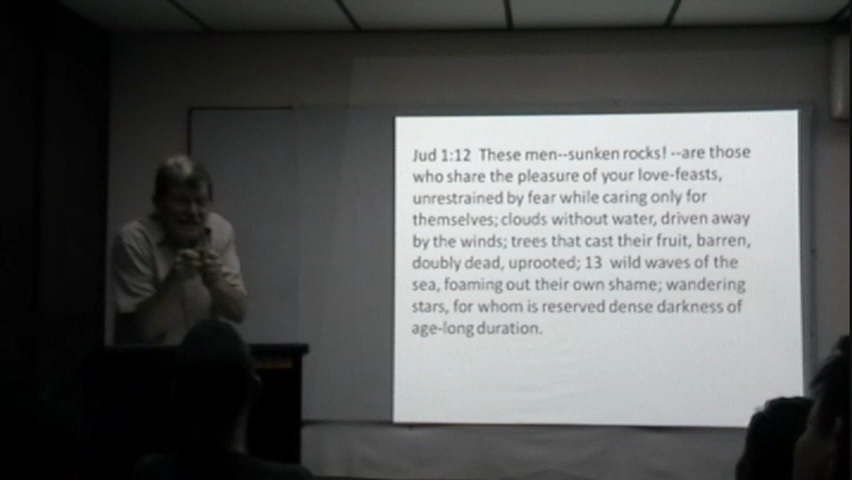 Jud 1:12 These men--sunken rocks! --are those
who share the pleasure of your love-feasts,
unrestrained by fear while caring only for
themselves; clouds without water, driven away
by the winds; trees that cast their fruit, barren,
doubly dead, uprooted; 13 wild waves of the
sea, foaming out their own shame; wandering
stars, for whom is reserved dense darkness of
age-long duration.